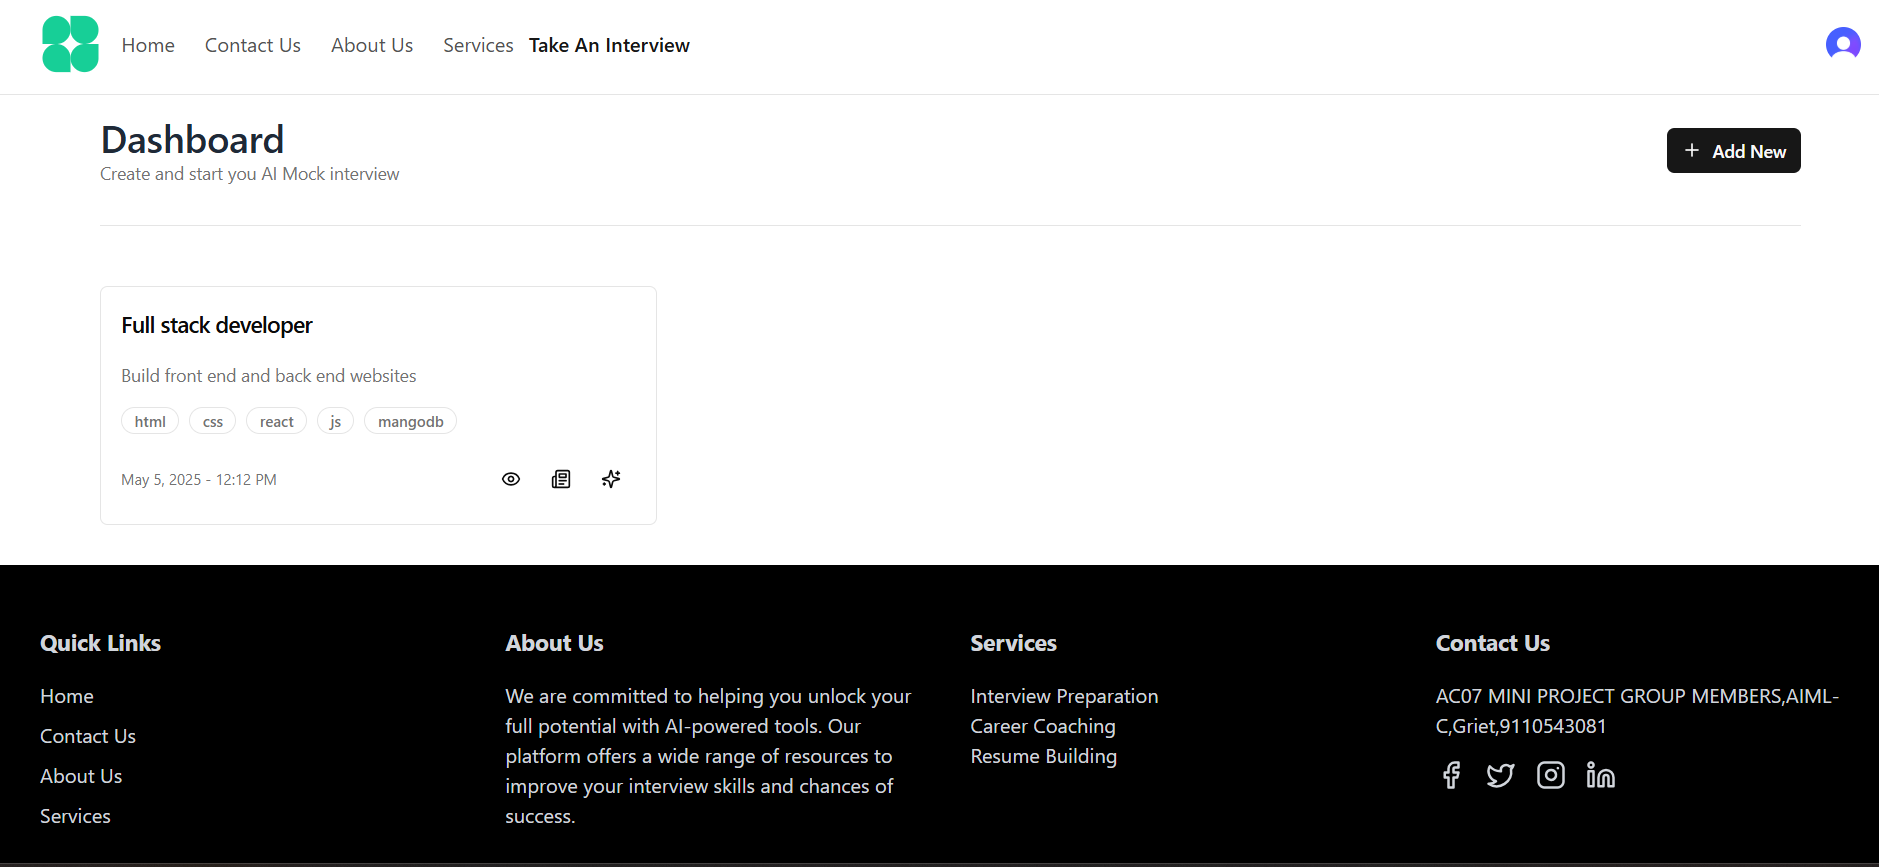 Home Contact Us About Us Services Take An Interview
Dashboard
Create and start you AI Mock interview
+ Add New
Full stack developer
Build front end and back end websites
html css react js mangodb
May 5, 2025 - 12:12 PM
Quick Links
Home
Contact Us
About Us
Services
About Us
We are committed to helping you unlock your
full potential with AI-powered tools. Our
platform offers a wide range of resources to
improve your interview skills and chances of
success.
Services
Interview Preparation
Career Coaching
Resume Building
Contact Us
AC07 MINI PROJECT GROUP MEMBERS,AIML-
C,Griet,9110543081